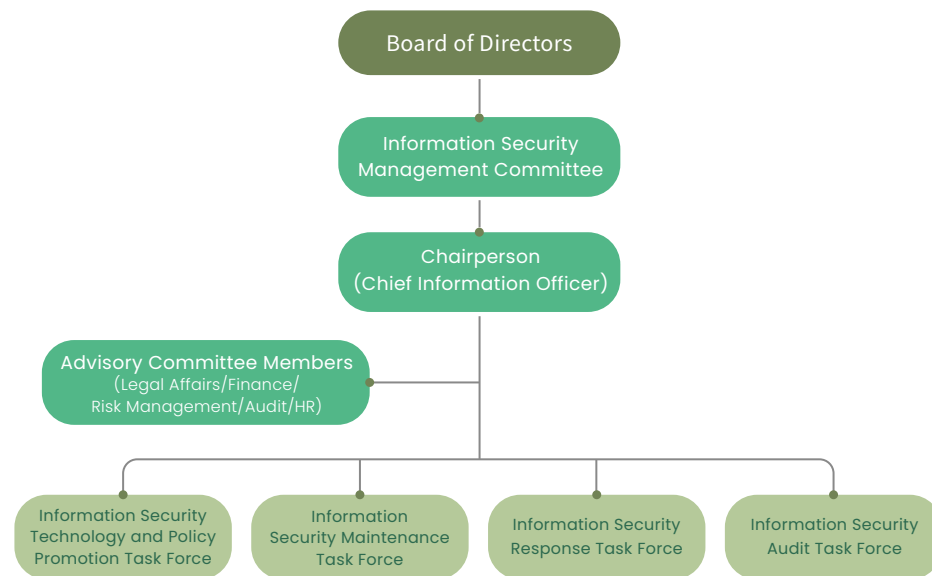 Board of Directors
Information Security
Management Committee
Chairperson
(Chief Information Officer)
Advisory Committee Members
(Legal Affairs/Finance/
Risk Management/Audit/HR)
Information Security
Technology and Policy
Promotion Task Force
Information
Security Maintenance
Task Force
Information Security
Response Task Force
Information Security
Audit Task Force